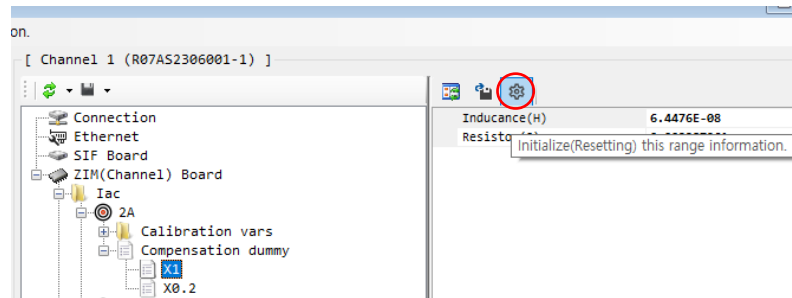 on.
[ Channel 1 (R07AS2306001-1) ]
Connection
Ethernet
SIF Board
ZIM(Channel) Board
Iac
2A
Calibration vars
Compensation dummy
X1
X0.2
Inducance(H) 6.4476E-08
Initialize(Resetting) this range information.